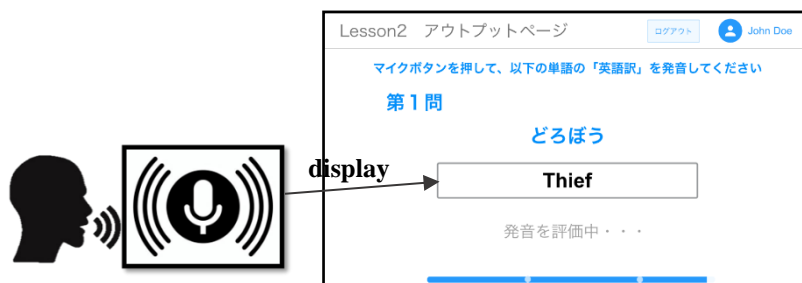 Lesson2 アウトプットページ
ログアウト
John Doe
マイクボタンを押して、以下の単語の「英語訳」を発音してください
第1問
どろぼう
display
Thief
発音を評価中・・・